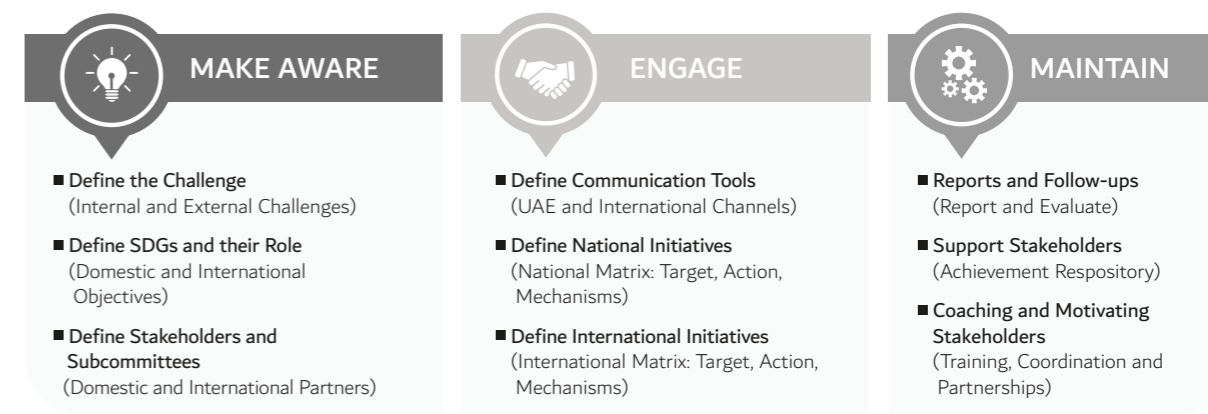 MAKE AWARE
■ Define the Challenge
(Internal and External Challenges)
■ Define SDGs and their Role
(Domestic and International
Objectives)
■ Define Stakeholders and
Subcommittees
(Domestic and International Partners)
ENGAGE
■ Define Communication Tools
(UAE and International Channels)
■ Define National Initiatives
(National Matrix: Target, Action,
Mechanisms)
■ Define International Initiatives
(International Matrix: Target, Action,
Mechanisms)
MAINTAIN
■ Reports and Follow-ups
(Report and Evaluate)
■ Support Stakeholders
(Achievement Respository)
■ Coaching and Motivating
Stakeholders
(Training, Coordination and
Partnerships)